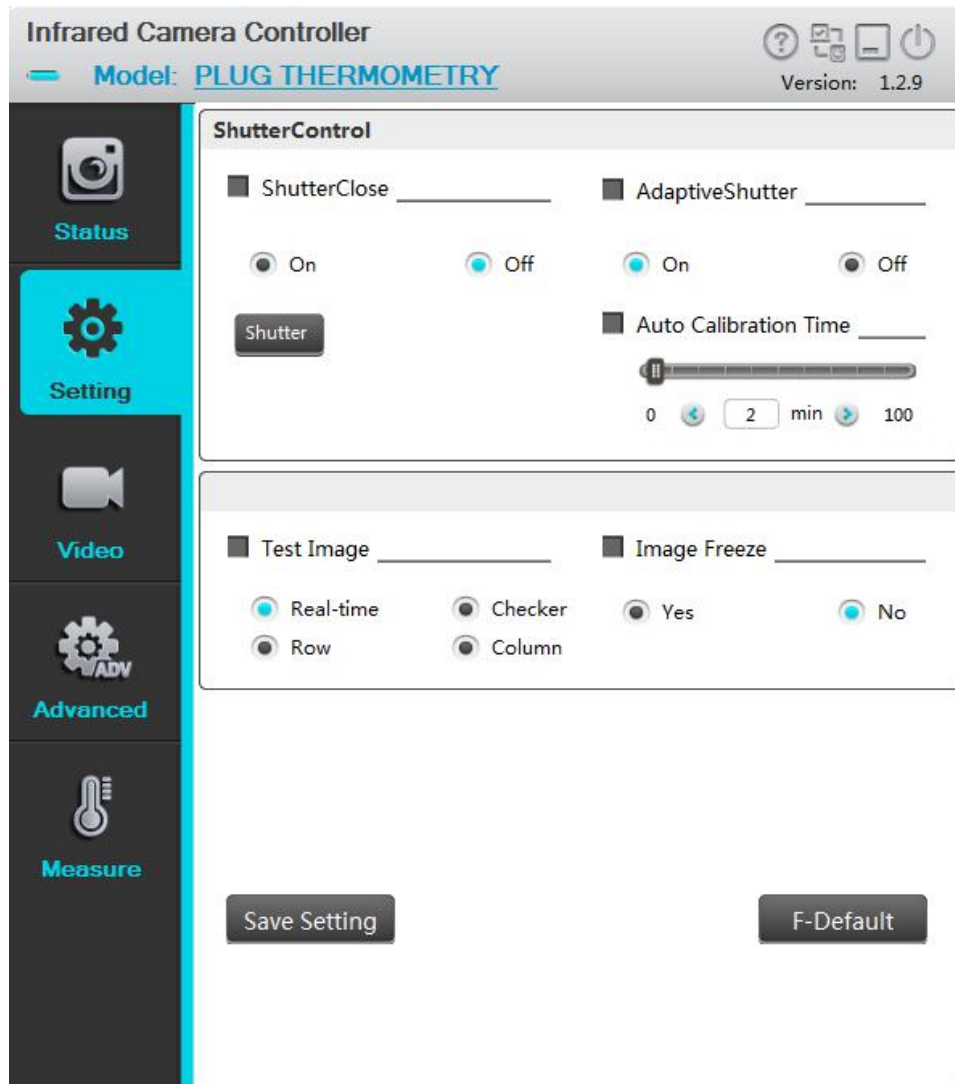 Infrared Camera Controller
Model: PLUG THERMOMETRY
Version: 1.2.9
Status
Setting
Video
ADV
Advanced
Measure
ShutterControl
ShutterClose
On Off
Shutter
AdaptiveShutter
On Off
Auto Calibration Time
0 2 min 100
Test Image
Real-time Checker
Row Column
Image Freeze
Yes No
Save Setting F-Default